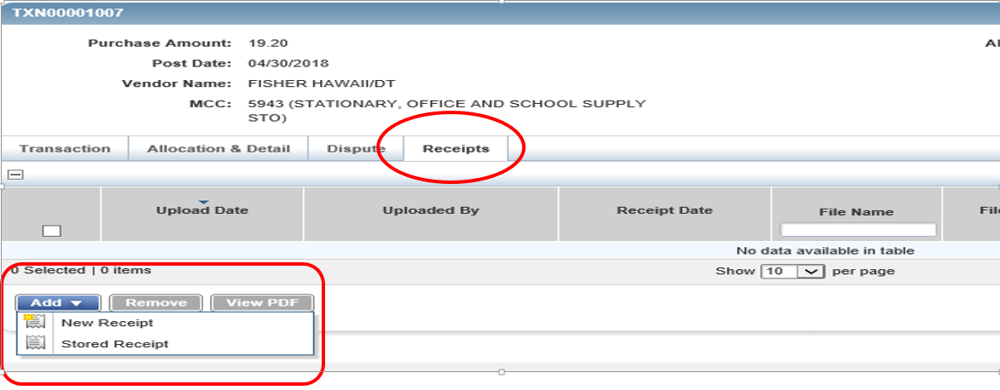 TXN00001007
Purchase Amount: 19.20
Post Date: 04/30/2018
Vendor Name: FISHER HAWAII/DT
MCC: 5943 (STATIONARY, OFFICE AND SCHOOL SUPPLY
STO)
Transaction Allocation & Detail Dispute Receipts
Upload Date Uploaded By Receipt Date File Name
No data available in table
0 Selected | 0 items Show 10 per page
Add Remove View PDF
New Receipt
Stored Receipt